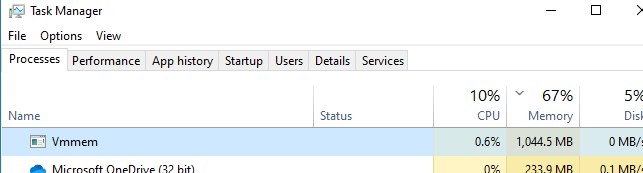 Task Manager
File Options View
Processes Performance App history Startup Users Details Services
10% 67% 5%
Name Status CPU Memory Disk
Vmmem 0.6% 1,044.5 MB 0 MB/s
Microsoft OneDrive (32 bit) 0% 233.9 MB 0.1 MB/s